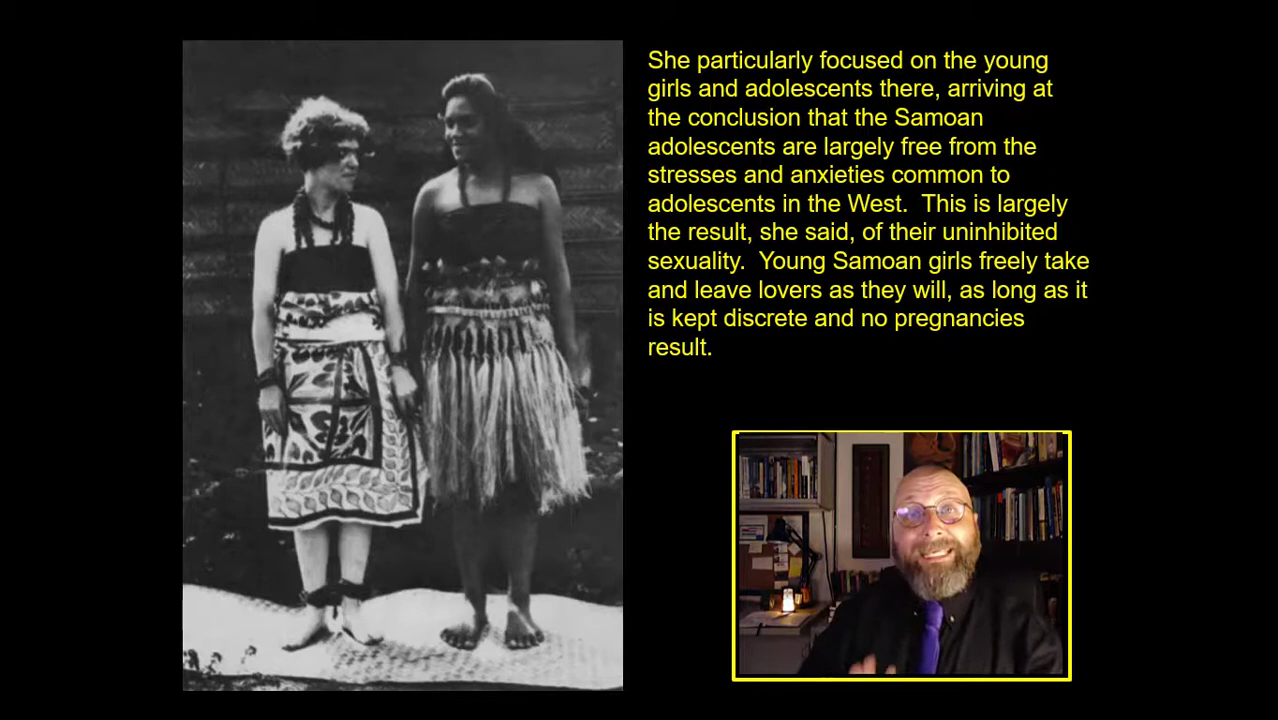 She particularly focused on the young
girls and adolescents there, arriving at
the conclusion that the Samoan
adolescents are largely free from the
stresses and anxieties common to
adolescents in the West.  This is largely
the result, she said, of their uninhibited
sexuality.  Young Samoan girls freely take
and leave lovers as they will, as long as it
is kept discrete and no pregnancies
result.